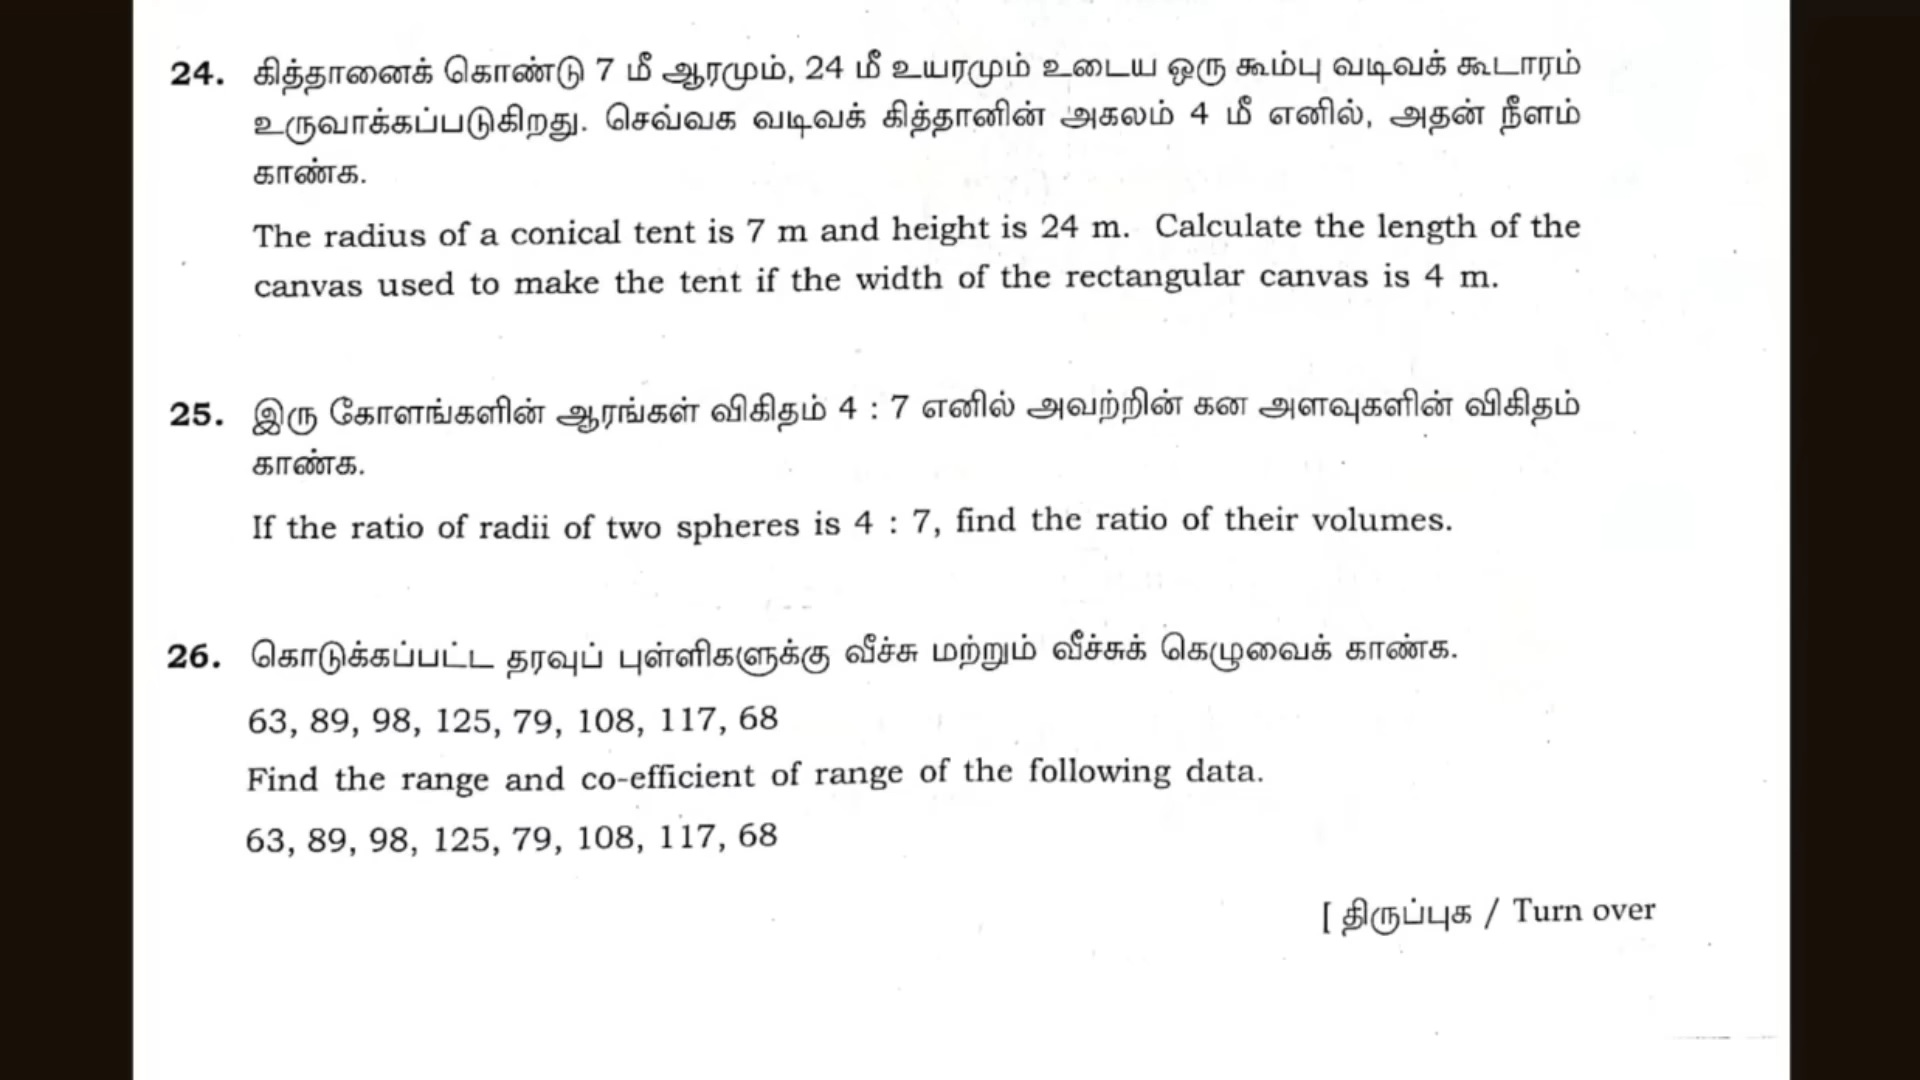 24. கித்தானைக் கொண்டு 7 மீ ஆரமும், 24 மீ உயரமும் உடைய ஒரு கூம்பு வடிவக் கூடாரம்
உருவாக்கப்படுகிறது. செவ்வக வடிவக் கித்தானின் அகலம் 4 மீ எனில், அதன் நீளம்
காண்க.
The radius of a conical tent is 7 m and height is 24 m. Calculate the length of the
canvas used to make the tent if the width of the rectangular canvas is 4 m.
25. இரு கோளங்களின் ஆரங்கள் விகிதம் 4 : 7 எனில் அவற்றின் கன அளவுகளின் விகிதம்
காண்க.
If the ratio of radii of two spheres is 4 : 7, find the ratio of their volumes.
26. கொடுக்கப்பட்ட தரவுப் புள்ளிகளுக்கு வீச்சு மற்றும் வீச்சுக் கெழுவைக் காண்க.
63, 89, 98, 125, 79, 108, 117, 68
Find the range and co-efficient of range of the following data.
63, 89, 98, 125, 79, 108, 117, 68
[ திருப்புக / Turn over